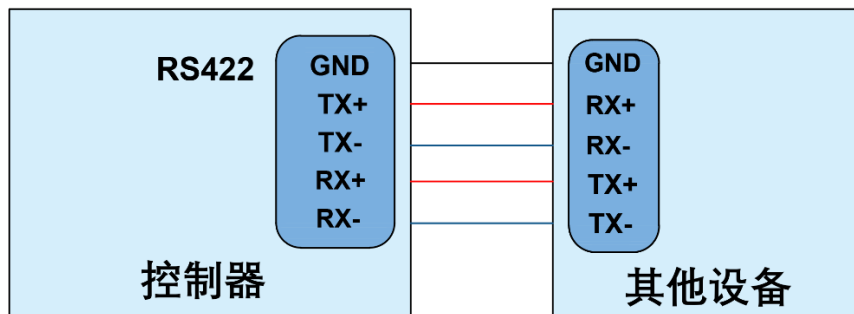 RS422
GND
TX+
TX-
RX+
RX-
控制器
GND
RX+
RX-
TX+
TX-
其他设备